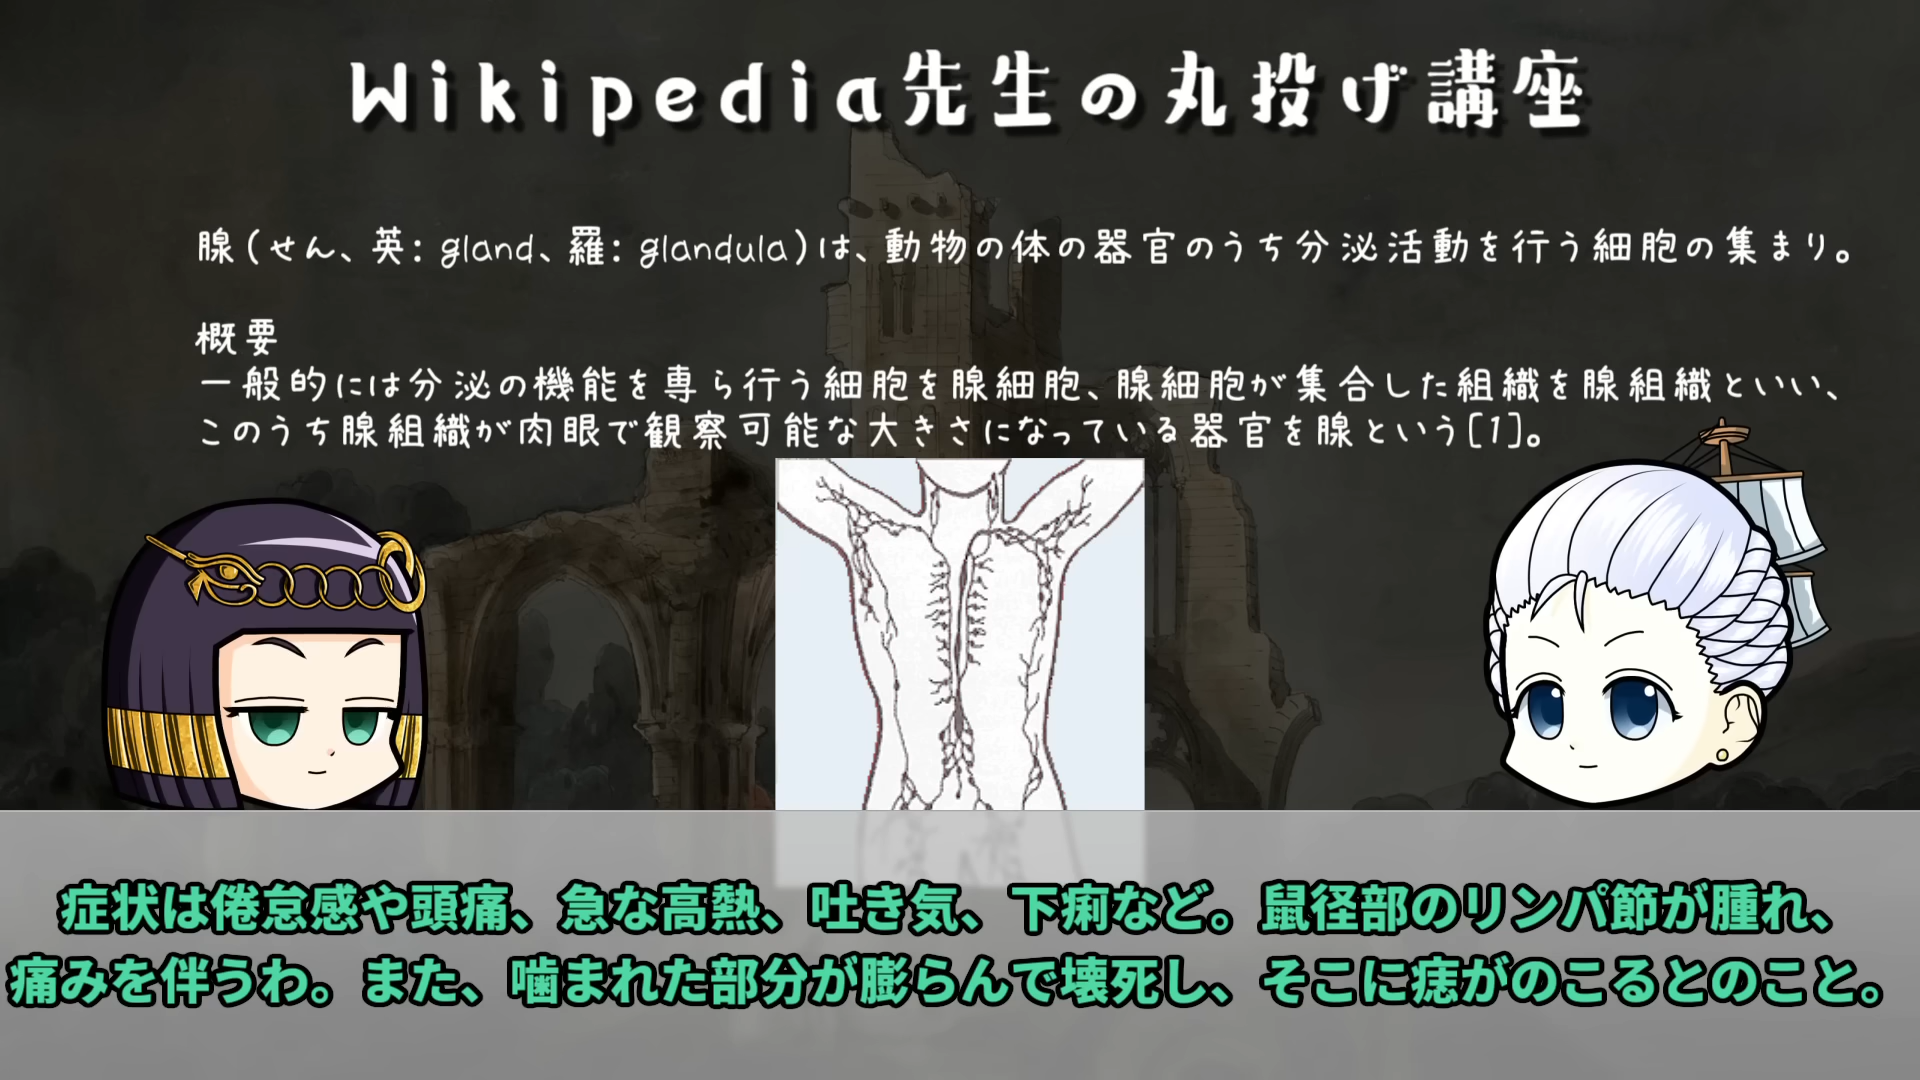 Wikipedia先生の丸投げ講座
腺(せん、英: gland、羅: glandula)は、動物の体の器官のうち分泌活動を行う細胞の集まり。
概要
一般的には分泌の機能を専ら行う細胞を腺細胞、腺細胞が集合した組織を腺組織といい、
このうち腺組織が肉眼で観察可能な大きさになっている器官を腺という[1]。
症状は倦怠感や頭痛、急な高熱、吐き気、下痢など。鼠径部のリンパ節が腫れ、
痛みを伴うわ。また、噛まれた部分が膨らんで壊死し、そこに痣がのこるとのこと。